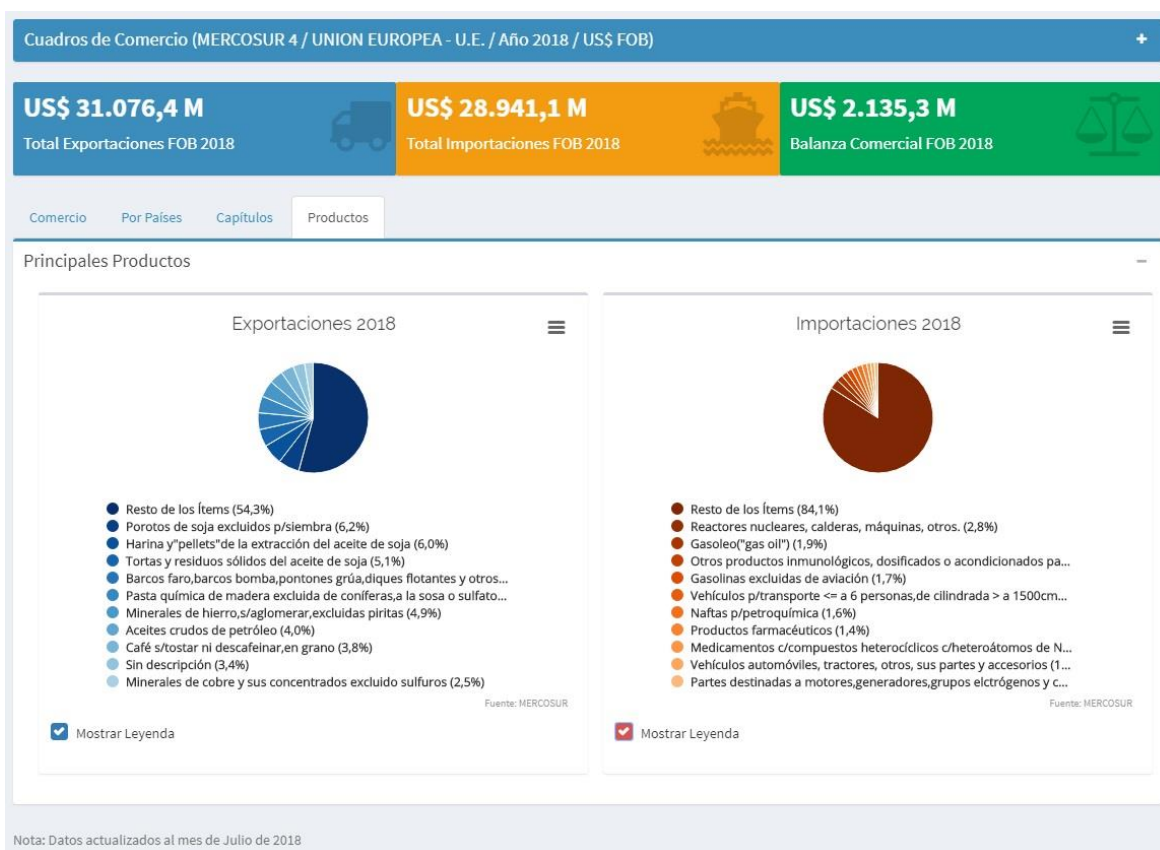 Cuadros de Comercio (MERCOSUR 4 / UNION EUROPEA - U.E. / Año 2018 / US$ FOB)
US$ 31.076,4 M
Total Exportaciones FOB 2018
US$ 28.941,1 M
Total Importaciones FOB 2018
US$ 2.135,3 M
Balanza Comercial FOB 2018
Comercio
Por Países
Capítulos
Productos
Principales Productos
Exportaciones 2018
Resto de los Ítems (54,3%)
Porotos de soja excluidos p/siembra (6,2%)
Harina y"pellets"de la extracción del aceite de soja (6,0%)
Tortas y residuos sólidos del aceite de soja (5,1%)
Barcos faro,barcos bomba,pontones grúa,diques flotantes y otros...
Pasta química de madera excluida de coníferas,a la sosa o sulfato...
Minerales de hierro,s/aglomerar,excluidas piritas (4,9%)
Aceites crudos de petróleo (4,0%)
Café s/tostar ni descafeinar,en grano (3,8%)
Sin descripción (3,4%)
Minerales de cobre y sus concentrados excluido sulfuros (2,5%)
Fuente: MERCOSUR
Mostrar Leyenda
Importaciones 2018
Resto de los Ítems (84,1%)
Reactores nucleares, calderas, máquinas, otros. (2,8%)
Gasoleo("gas oil") (1,9%)
Otros productos inmunológicos, dosificados o acondicionados pa...
Gasolinas excluidas de aviación (1,7%)
Vehículos p/transporte <= a 6 personas,de cilindrada > a 1500cm...
Naftas p/petroquímica (1,6%)
Productos farmacéuticos (1,4%)
Medicamentos c/compuestos heterocíclicos c/heteroátomos de N...
Vehículos automóviles, tractores, otros, sus partes y accesorios (1...
Partes destinadas a motores,generadores,grupos elctrógenos y c...
Fuente: MERCOSUR
Mostrar Leyenda
Nota: Datos actualizados al mes de Julio de 2018